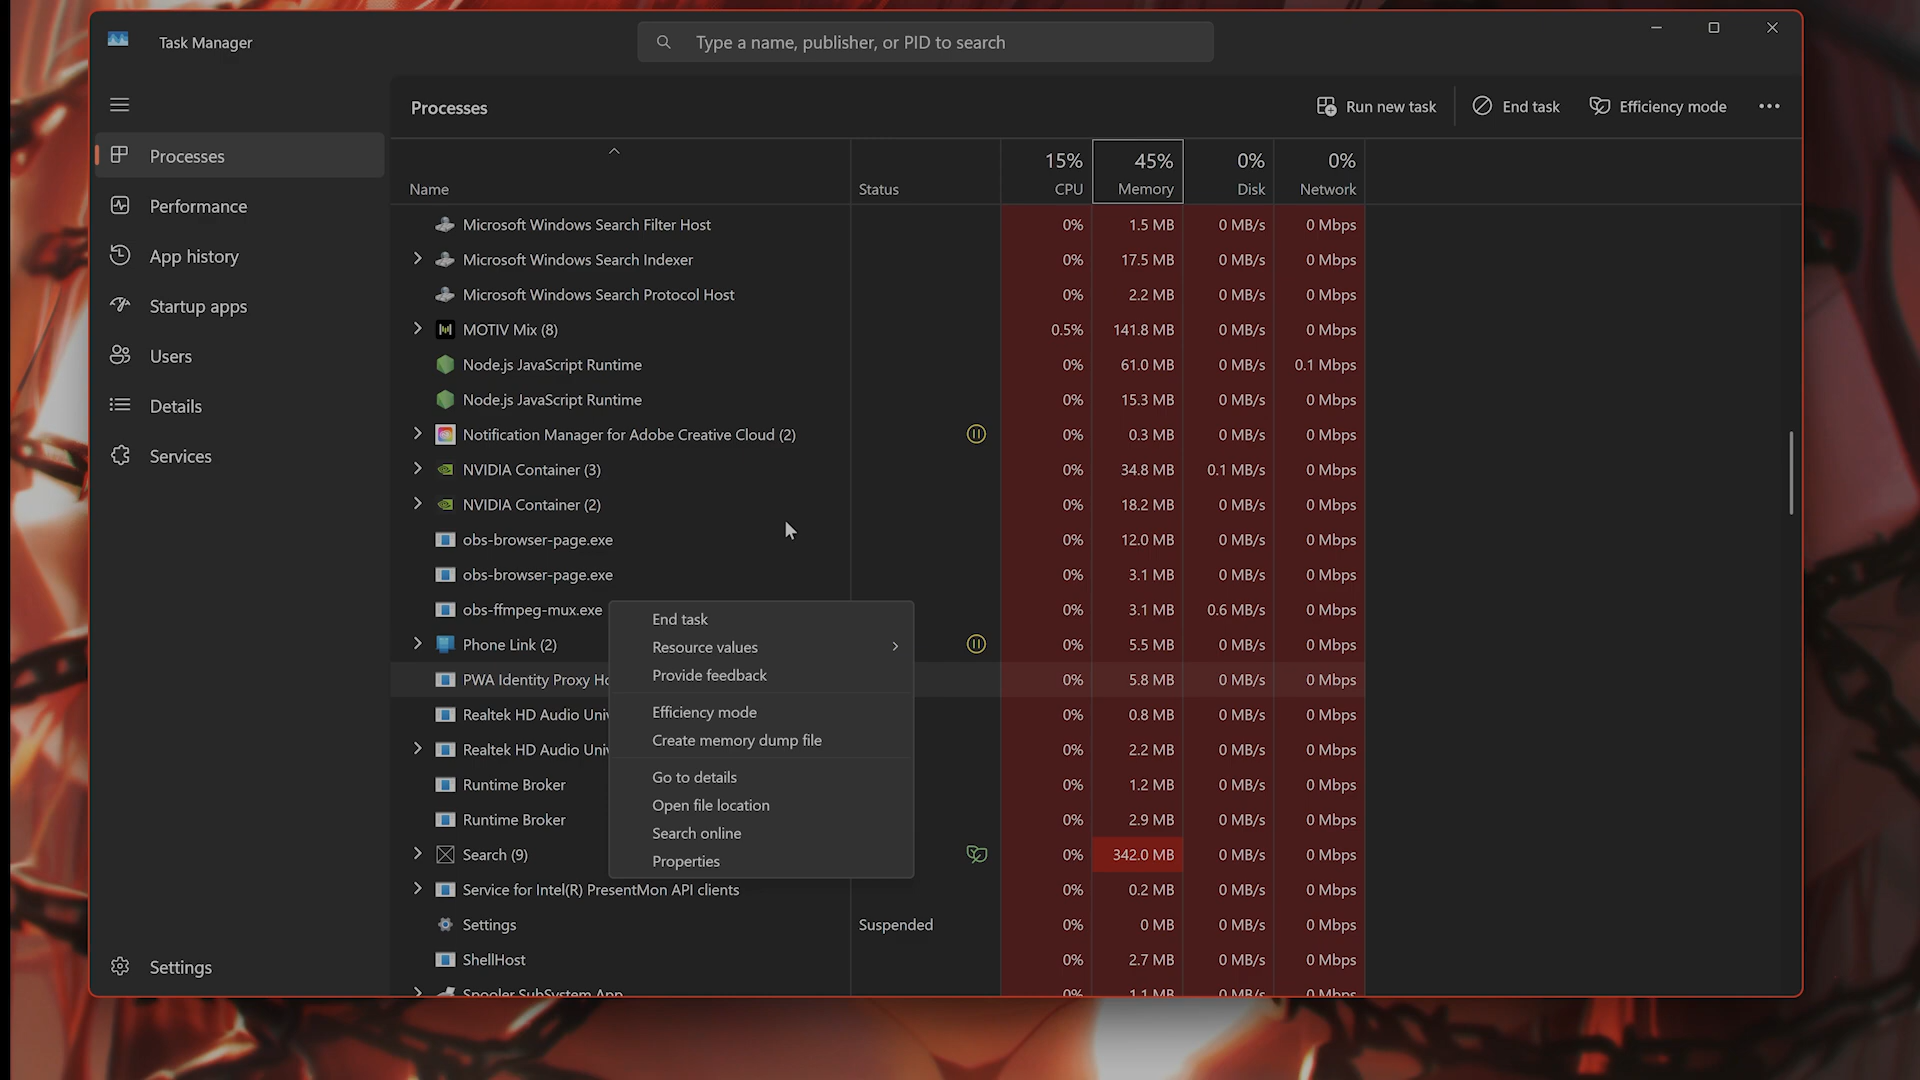 Task Manager
Type a name, publisher, or PID to search
Processes
Run new task
End task
Efficiency mode
Processes
Performance
App history
Startup apps
Users
Details
Services
Settings
15% 45% 0% 0%
Name Status CPU Memory Disk Network
Microsoft Windows Search Filter Host 0% 1.5 MB 0 MB/s 0 Mbps
Microsoft Windows Search Indexer 0% 17.5 MB 0 MB/s 0 Mbps
Microsoft Windows Search Protocol Host 0% 2.2 MB 0 MB/s 0 Mbps
MOTIV Mix (8) 0.5% 141.8 MB 0 MB/s 0 Mbps
Node.js JavaScript Runtime 0% 61.0 MB 0 MB/s 0.1 Mbps
Node.js JavaScript Runtime 0% 15.3 MB 0 MB/s 0 Mbps
Notification Manager for Adobe Creative Cloud (2) 0% 0.3 MB 0 MB/s 0 Mbps
NVIDIA Container (3) 0% 34.8 MB 0.1 MB/s 0 Mbps
NVIDIA Container (2) 0% 18.2 MB 0 MB/s 0 Mbps
obs-browser-page.exe 0% 12.0 MB 0 MB/s 0 Mbps
obs-browser-page.exe 0% 3.1 MB 0 MB/s 0 Mbps
obs-ffmpeg-mux.exe 0% 3.1 MB 0.6 MB/s 0 Mbps
Phone Link (2) 0% 5.5 MB 0 MB/s 0 Mbps
PWA Identity Proxy Ho 0% 5.8 MB 0 MB/s 0 Mbps
Realtek HD Audio Univ 0% 0.8 MB 0 MB/s 0 Mbps
Realtek HD Audio Univ 0% 2.2 MB 0 MB/s 0 Mbps
Runtime Broker 0% 1.2 MB 0 MB/s 0 Mbps
Runtime Broker 0% 2.9 MB 0 MB/s 0 Mbps
Search (9) 0% 342.0 MB 0 MB/s 0 Mbps
Service for Intel(R) PresentMon API clients 0% 0.2 MB 0 MB/s 0 Mbps
Settings Suspended 0% 0 MB 0 MB/s 0 Mbps
ShellHost 0% 2.7 MB 0 MB/s 0 Mbps
Spooler SubSystem App 0% 1.1 MB 0 MB/s 0 Mbps
End task
Resource values
Provide feedback
Efficiency mode
Create memory dump file
Go to details
Open file location
Search online
Properties